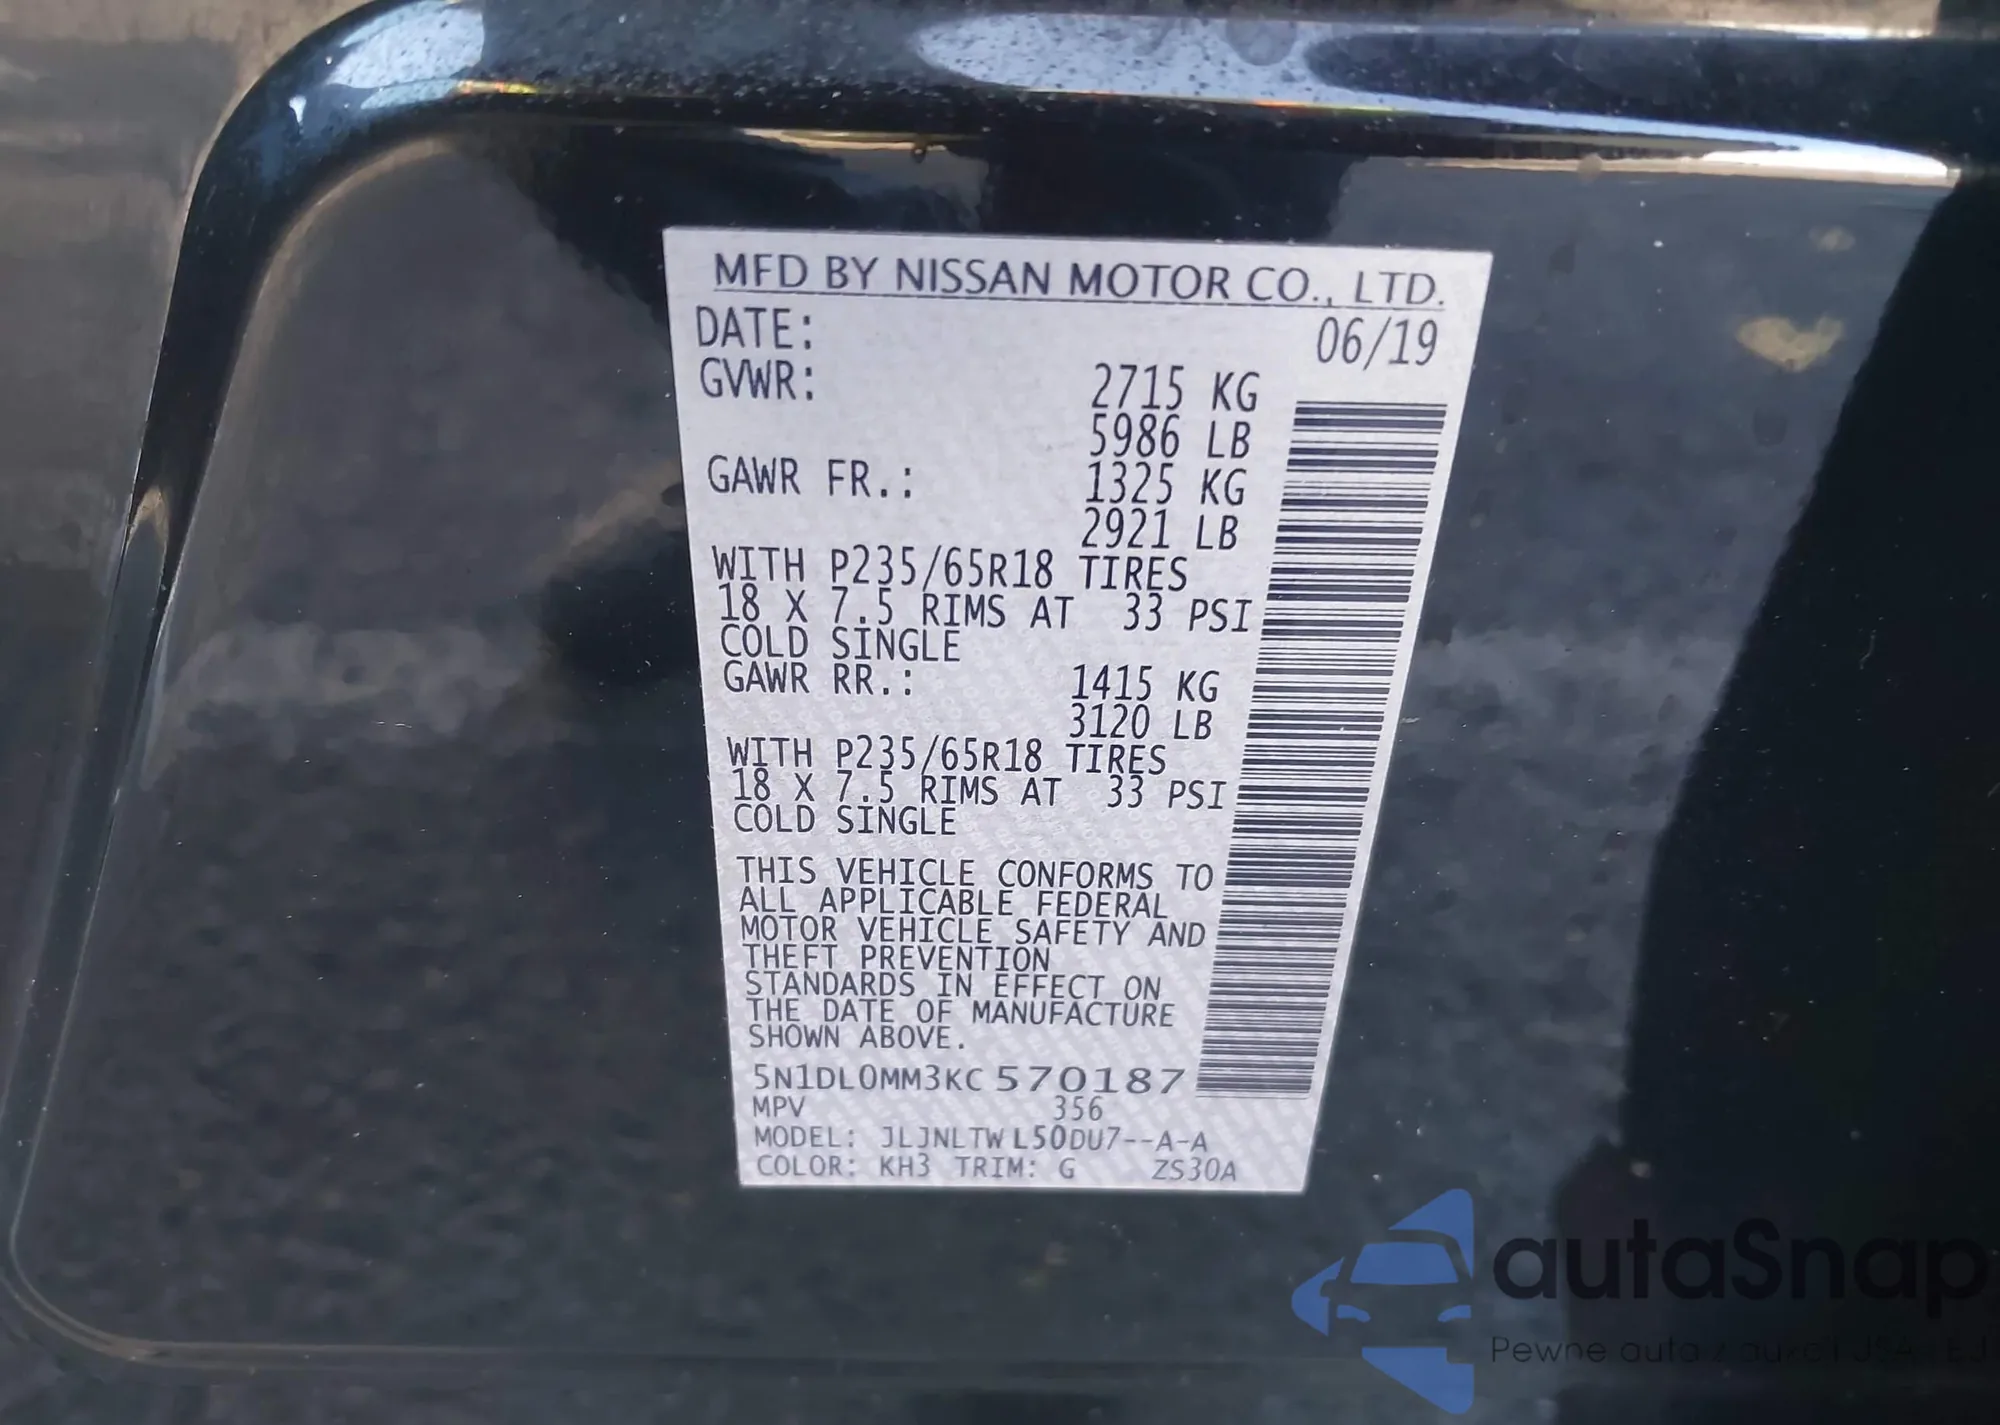 MFD BY NISSAN MOTOR CO., LTD.
DATE: 06/19
GVWR: 2715 KG
5986 LB
GAWR FR.: 1325 KG
2921 LB
WITH P235/65R18 TIRES
18 X 7.5 RIMS AT 33 PSI
COLD SINGLE
GAWR RR.: 1415 KG
3120 LB
WITH P235/65R18 TIRES
18 X 7.5 RIMS AT 33 PSI
COLD SINGLE
THIS VEHICLE CONFORMS TO
ALL APPLICABLE FEDERAL
MOTOR VEHICLE SAFETY AND
THEFT PREVENTION
STANDARDS IN EFFECT ON
THE DATE OF MANUFACTURE
SHOWN ABOVE.
5N1DL0MM3KC570187
MPV 356
MODEL: JLJNLTWL50DU7--A-A
COLOR: KH3 TRIM: G ZS30A
autaSnap
Pewne auta z aukcji